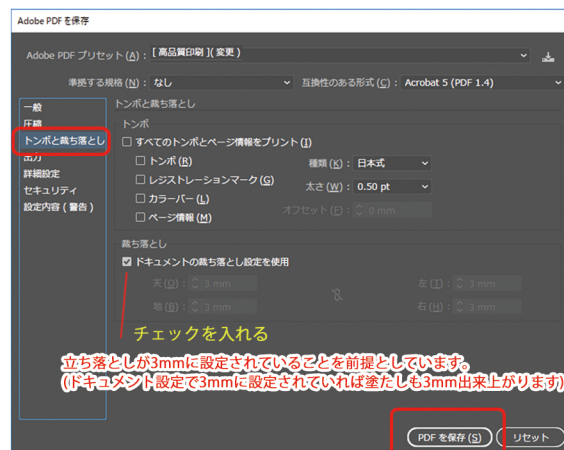 Adobe PDF を保存
Adobe PDF プリセット (A) : [ 高品質印刷 ]( 変更 )
準拠する規格 (N) : なし 互換性のある形式 (C) : Acrobat 5 (PDF 1.4)
一般
圧縮
トンボと裁ち落とし
出力
詳細設定
セキュリティ
設定内容 ( 警告 )
トンボと裁ち落とし
トンボ
すべてのトンボとページ情報をプリント (I)
トンボ (R) 種類 (K) : 日本式
レジストレーションマーク (G) 太さ (W) : 0.50 pt
カラーバー (L) オフセット (F) : 0 mm
ページ情報 (M)
裁ち落とし
ドキュメントの裁ち落とし設定を使用
天 (O) : 3 mm 左 (T) : 3 mm
地 (B) : 3 mm 右 (H) : 3 mm
チェックを入れる
立ち落としが3mmに設定されていることを前提としています。
(ドキュメント設定で3mmに設定されていれば塗たしも3mm出来上がります)
PDF を保存 (S) リセット